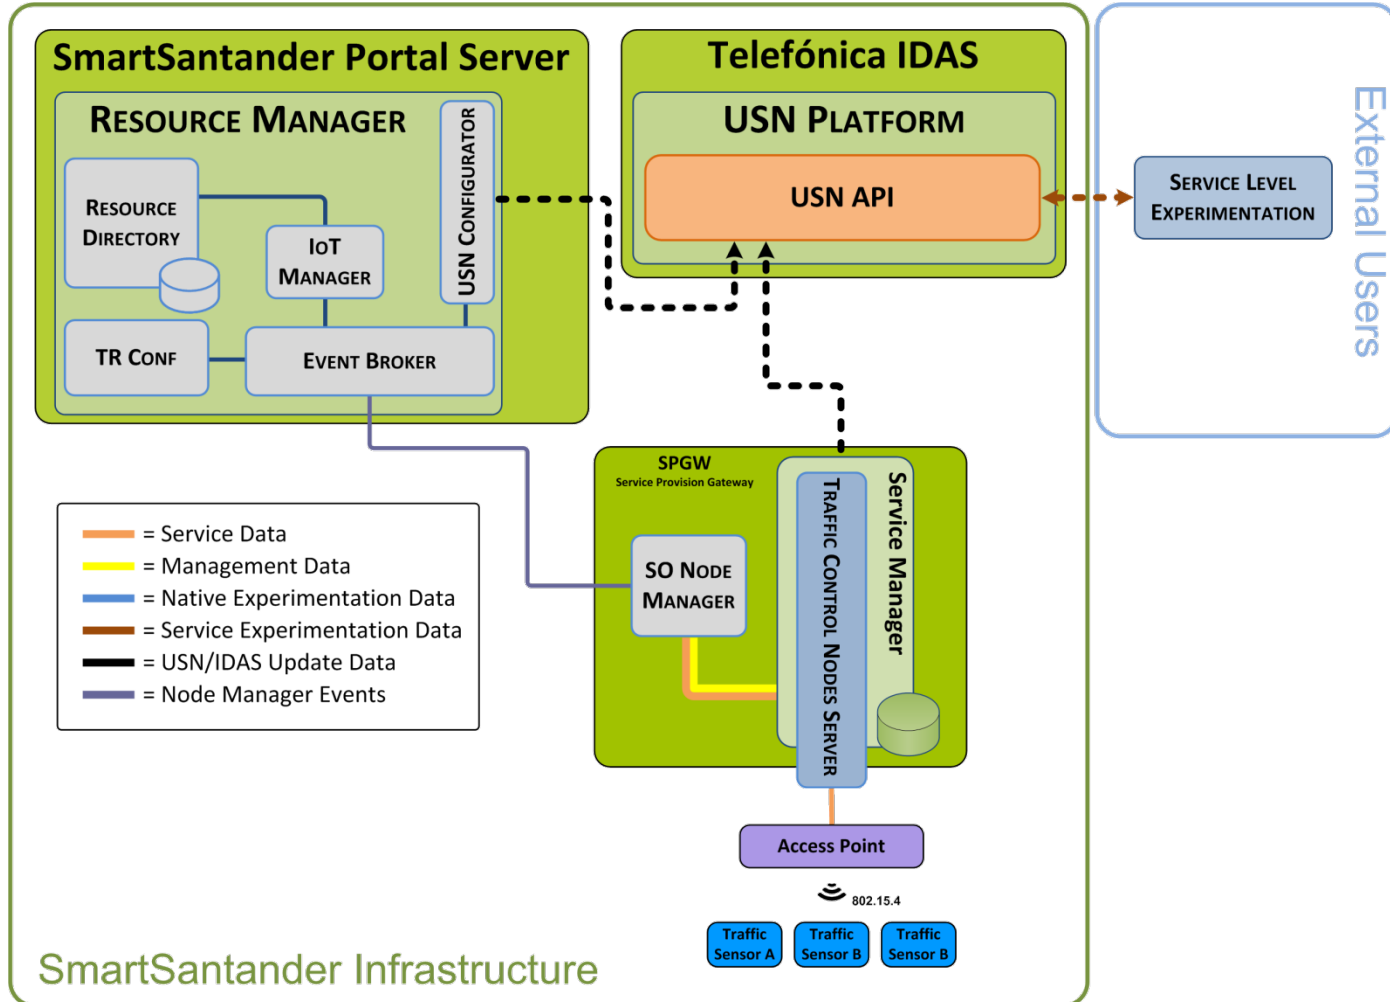 SmartSantander Portal Server
RESOURCE MANAGER
RESOURCE
DIRECTORY
IOT
MANAGER
USN CONFIGURATOR
TR CONF
EVENT BROKER
Telefónica IDAS
USN PLATFORM
USN API
External Users
SERVICE LEVEL
EXPERIMENTATION
SPGW
Service Provision Gateway
SO NODE
MANAGER
TRAFFIC CONTROL NODES SERVER
Service Manager
= Service Data
= Management Data
= Native Experimentation Data
= Service Experimentation Data
= USN/IDAS Update Data
= Node Manager Events
Access Point
802.15.4
Traffic
Sensor A
Traffic
Sensor B
Traffic
Sensor B
SmartSantander Infrastructure